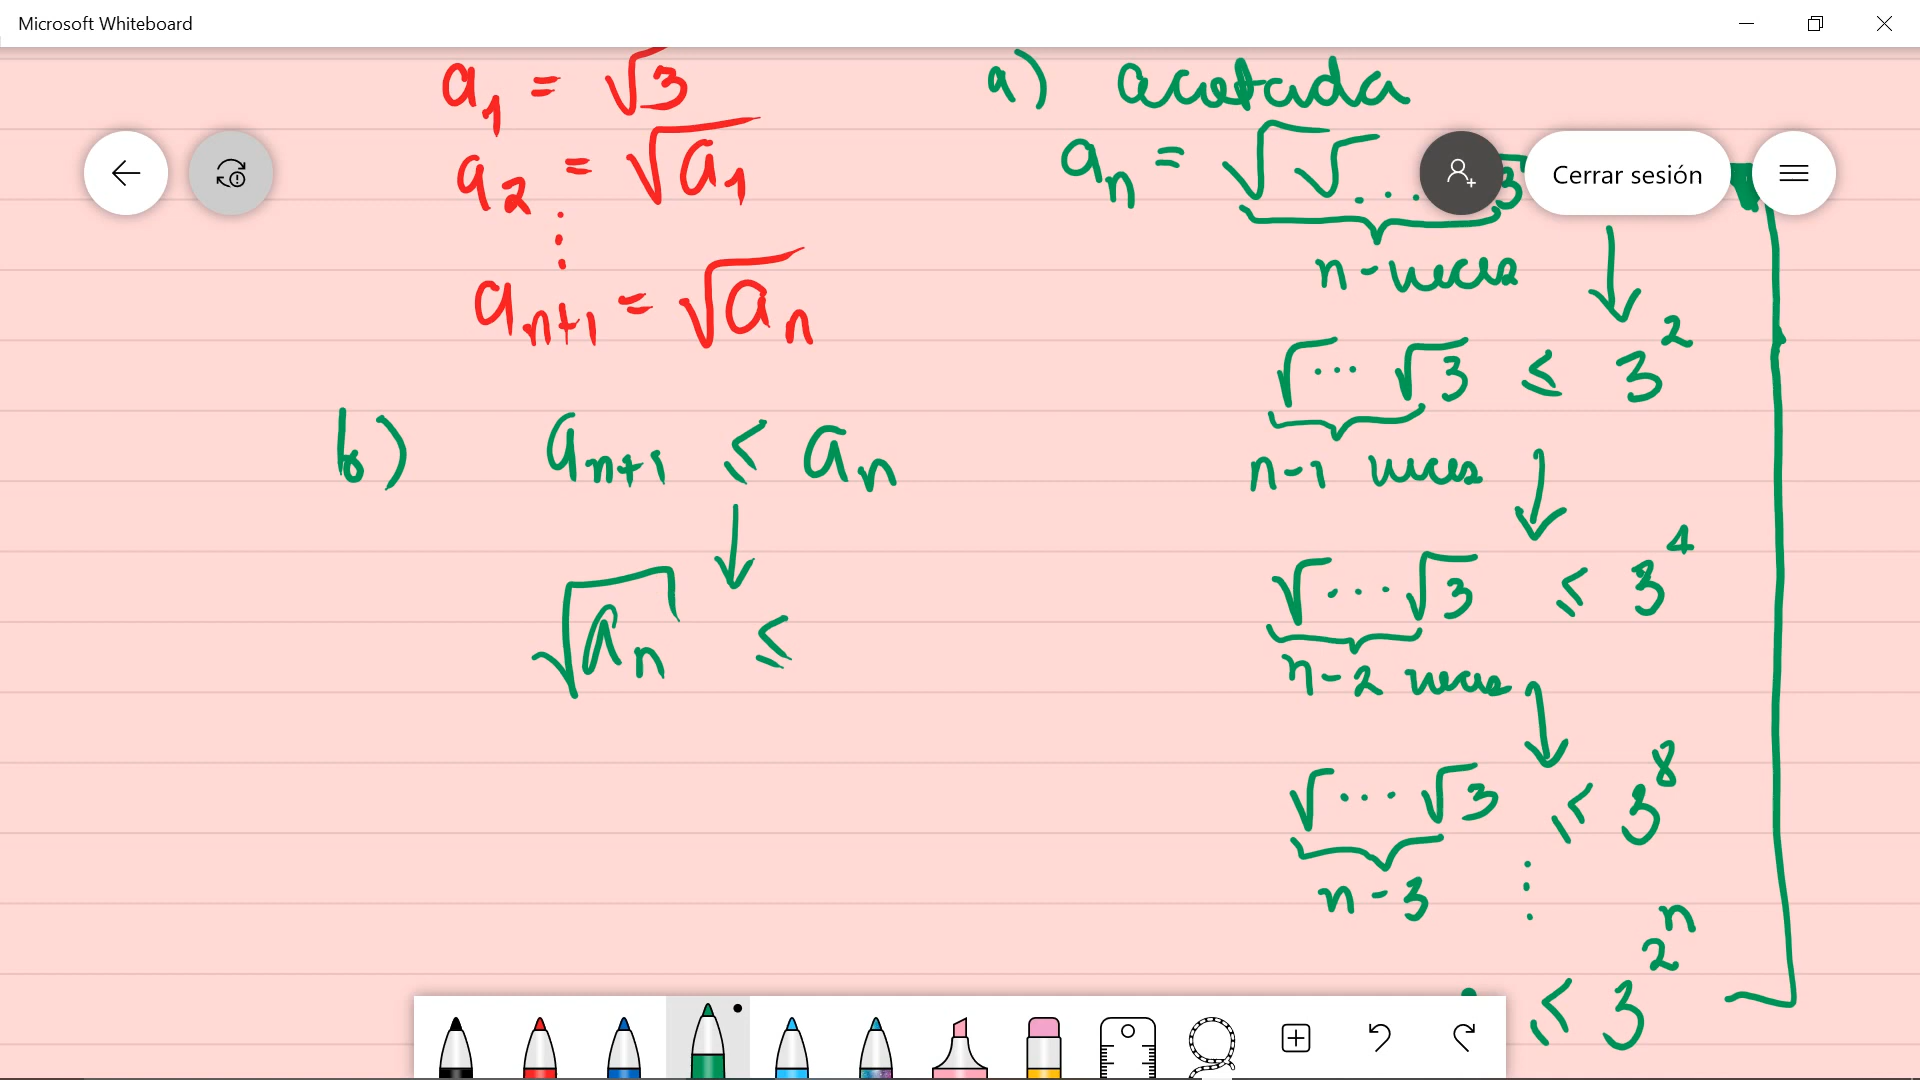 Microsoft Whiteboard
a₁ = √3
a₂ = √a₁
⋮
aₙ₊₁ = √aₙ
b) aₙ₊₁ ≤ aₙ
↓
√aₙ ≤
a) acotada
aₙ = √√... 3
n-veces
↓
√... √3 ≤ 3²
n-1 veces ↓
√... √3 ≤ 3⁴
n-2 veces ↓
√... √3 ≤ 3⁸
n-3
⋮
≤ 3^2^n
Cerrar sesión